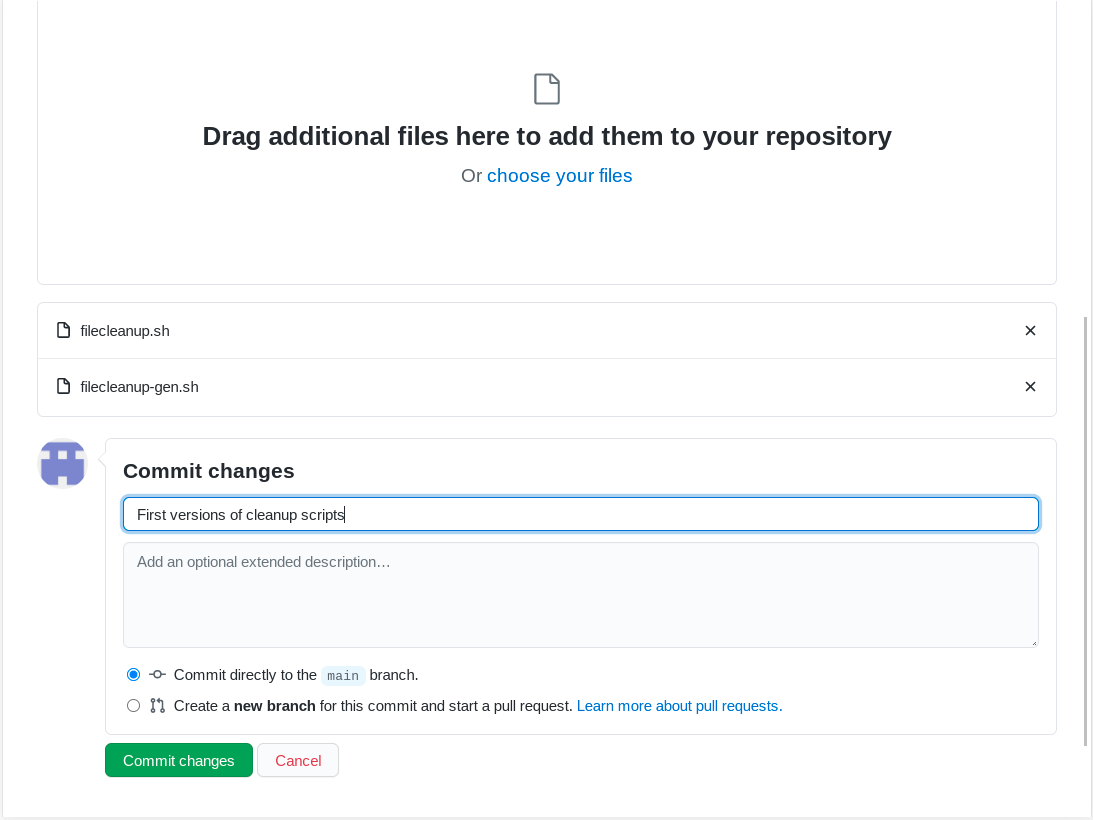 Drag additional files here to add them to your repository
Or choose your files
filecleanup.sh
filecleanup-gen.sh
Commit changes
First versions of cleanup scripts
Add an optional extended description…
Commit directly to the main branch.
Create a new branch for this commit and start a pull request. Learn more about pull requests.
Commit changes Cancel